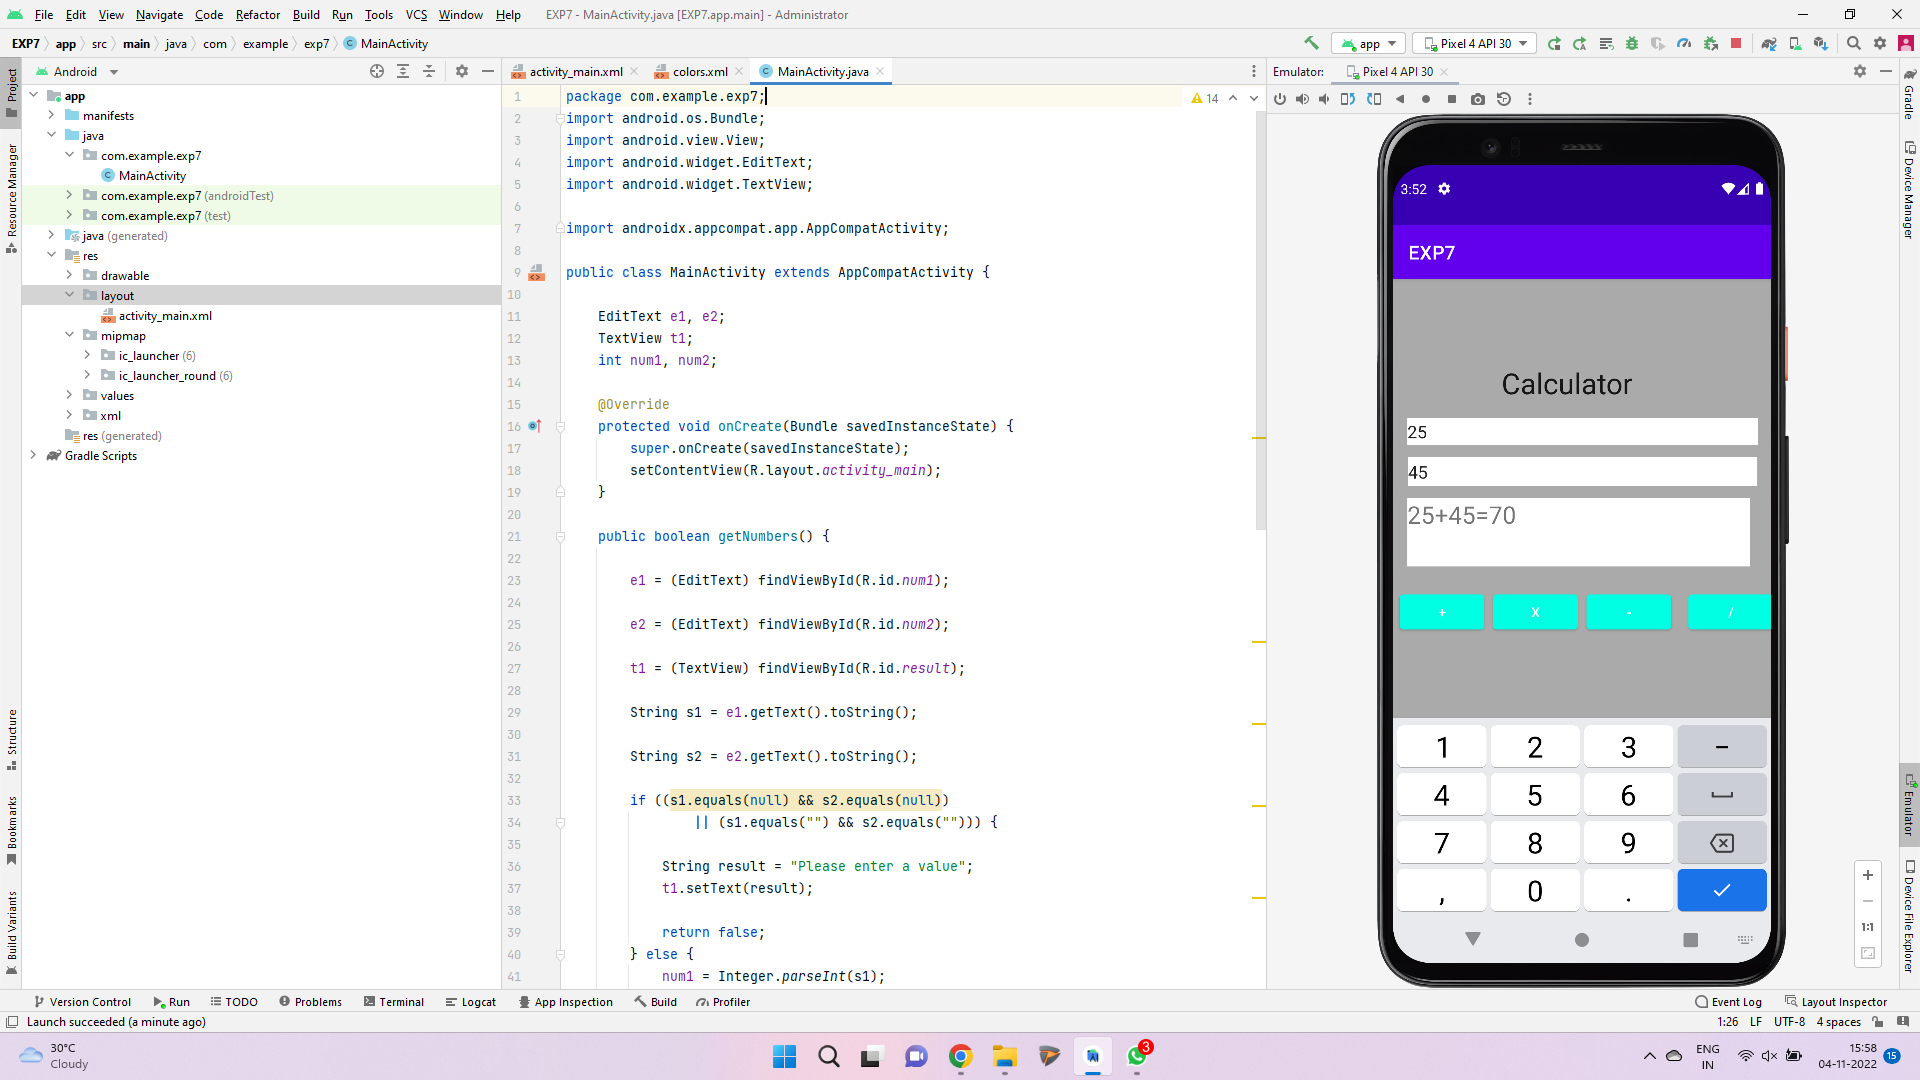 File Edit View Navigate Code Refactor Build Run Tools VCS Window Help EXP7 - MainActivity.java [EXP7.app.main] - Administrator
EXP7 app src main java com example exp7 MainActivity app Pixel 4 API 30
Android
activity_main.xml colors.xml MainActivity.java
Emulator: Pixel 4 API 30
Project
Resource Manager
Structure
Bookmarks
Build Variants
app
manifests
java
com.example.exp7
MainActivity
com.example.exp7 (androidTest)
com.example.exp7 (test)
java (generated)
res
drawable
layout
activity_main.xml
mipmap
ic_launcher (6)
ic_launcher_round (6)
values
xml
res (generated)
Gradle Scripts
14
1 package com.example.exp7;
2 import android.os.Bundle;
3 import android.view.View;
4 import android.widget.EditText;
5 import android.widget.TextView;
6
7 import androidx.appcompat.app.AppCompatActivity;
8
9 public class MainActivity extends AppCompatActivity {
10
11 EditText e1, e2;
12 TextView t1;
13 int num1, num2;
14
15 @Override
16 protected void onCreate(Bundle savedInstanceState) {
17 super.onCreate(savedInstanceState);
18 setContentView(R.layout.activity_main);
19 }
20
21 public boolean getNumbers() {
22
23 e1 = (EditText) findViewById(R.id.num1);
24
25 e2 = (EditText) findViewById(R.id.num2);
26
27 t1 = (TextView) findViewById(R.id.result);
28
29 String s1 = e1.getText().toString();
30
31 String s2 = e2.getText().toString();
32
33 if ((s1.equals(null) && s2.equals(null))
34 || (s1.equals("") && s2.equals(""))) {
35
36 String result = "Please enter a value";
37 t1.setText(result);
38
39 return false;
40 } else {
41 num1 = Integer.parseInt(s1);
3:52
EXP7
Calculator
25
45
25+45=70
+ X - /
1 2 3 −
4 5 6
7 8 9
, 0 .
1:1
Gradle
Device Manager
Emulator
Device File Explorer
Version Control Run TODO Problems Terminal Logcat App Inspection Build Profiler Event Log Layout Inspector
Launch succeeded (a minute ago) 1:26 LF UTF-8 4 spaces
30°C
Cloudy
3
ENG
IN
15:58
04-11-2022
15